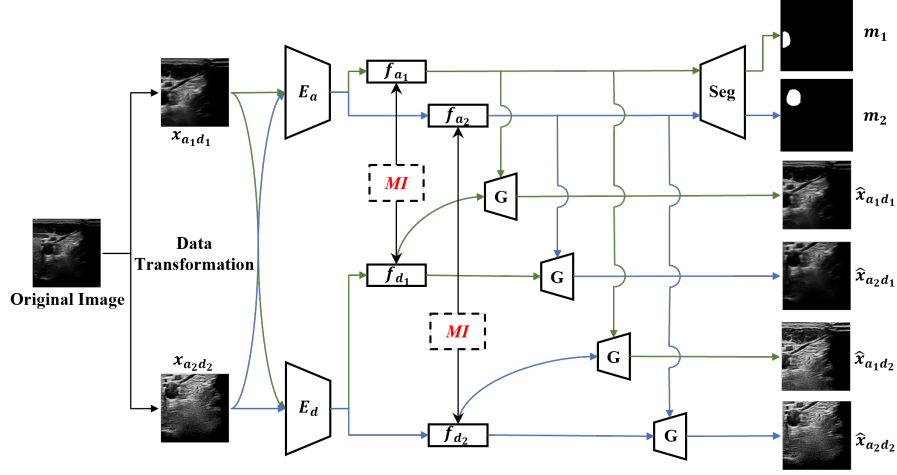 m₁
E_a
f_{a₁}
Seg
m₂
f_{a₂}
x_{a₁d₁}
MI
G
x̂_{a₁d₁}
Data
Transformation
f_{d₁}
G
x̂_{a₂d₁}
Original Image
MI
x_{a₂d₂}
G
x̂_{a₁d₂}
E_d
f_{d₂}
G
x̂_{a₂d₂}